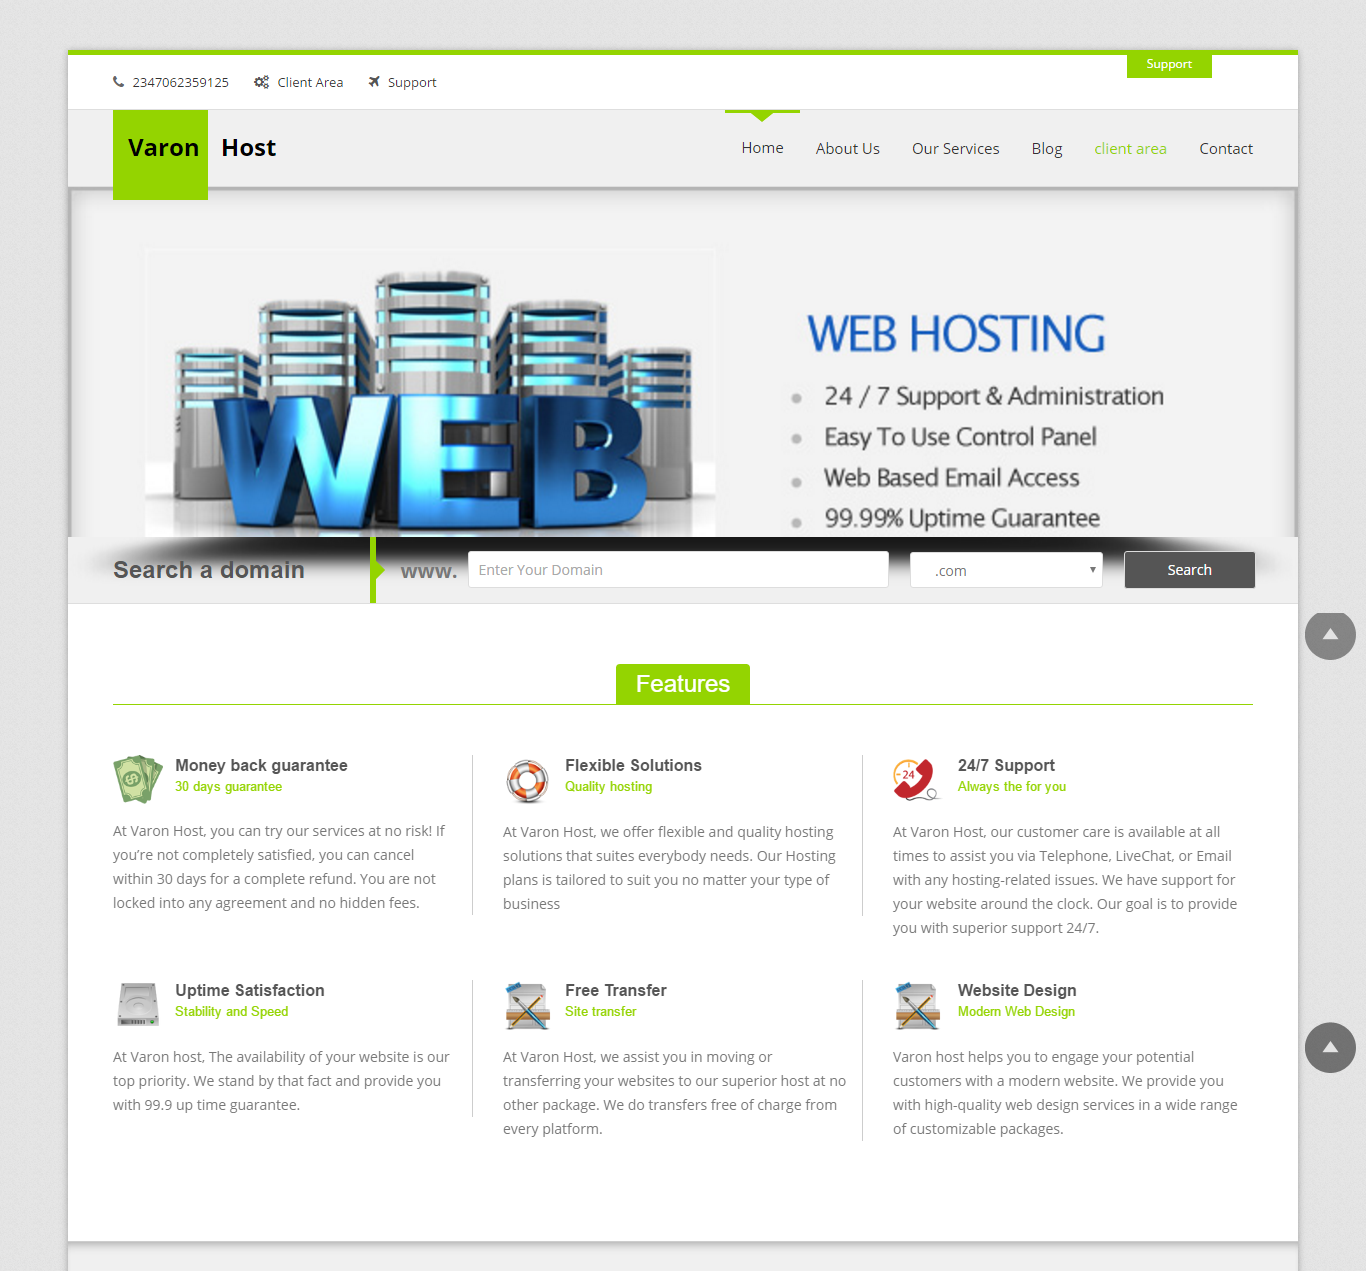 2347062359125 Client Area Support
Support
Varon Host
Home About Us Our Services Blog client area Contact
WEB
WEB HOSTING
24 / 7 Support & Administration
Easy To Use Control Panel
Web Based Email Access
99.99% Uptime Guarantee
Search a domain www. Enter Your Domain .com Search
Features
Money back guarantee
30 days guarantee
At Varon Host, you can try our services at no risk! If
you’re not completely satisfied, you can cancel
within 30 days for a complete refund. You are not
locked into any agreement and no hidden fees.
Flexible Solutions
Quality hosting
At Varon Host, we offer flexible and quality hosting
solutions that suites everybody needs. Our Hosting
plans is tailored to suit you no matter your type of
business
24
24/7 Support
Always the for you
At Varon Host, our customer care is available at all
times to assist you via Telephone, LiveChat, or Email
with any hosting-related issues. We have support for
your website around the clock. Our goal is to provide
you with superior support 24/7.
Uptime Satisfaction
Stability and Speed
At Varon host, The availability of your website is our
top priority. We stand by that fact and provide you
with 99.9 up time guarantee.
Free Transfer
Site transfer
At Varon Host, we assist you in moving or
transferring your websites to our superior host at no
other package. We do transfers free of charge from
every platform.
Website Design
Modern Web Design
Varon host helps you to engage your potential
customers with a modern website. We provide you
with high-quality web design services in a wide range
of customizable packages.